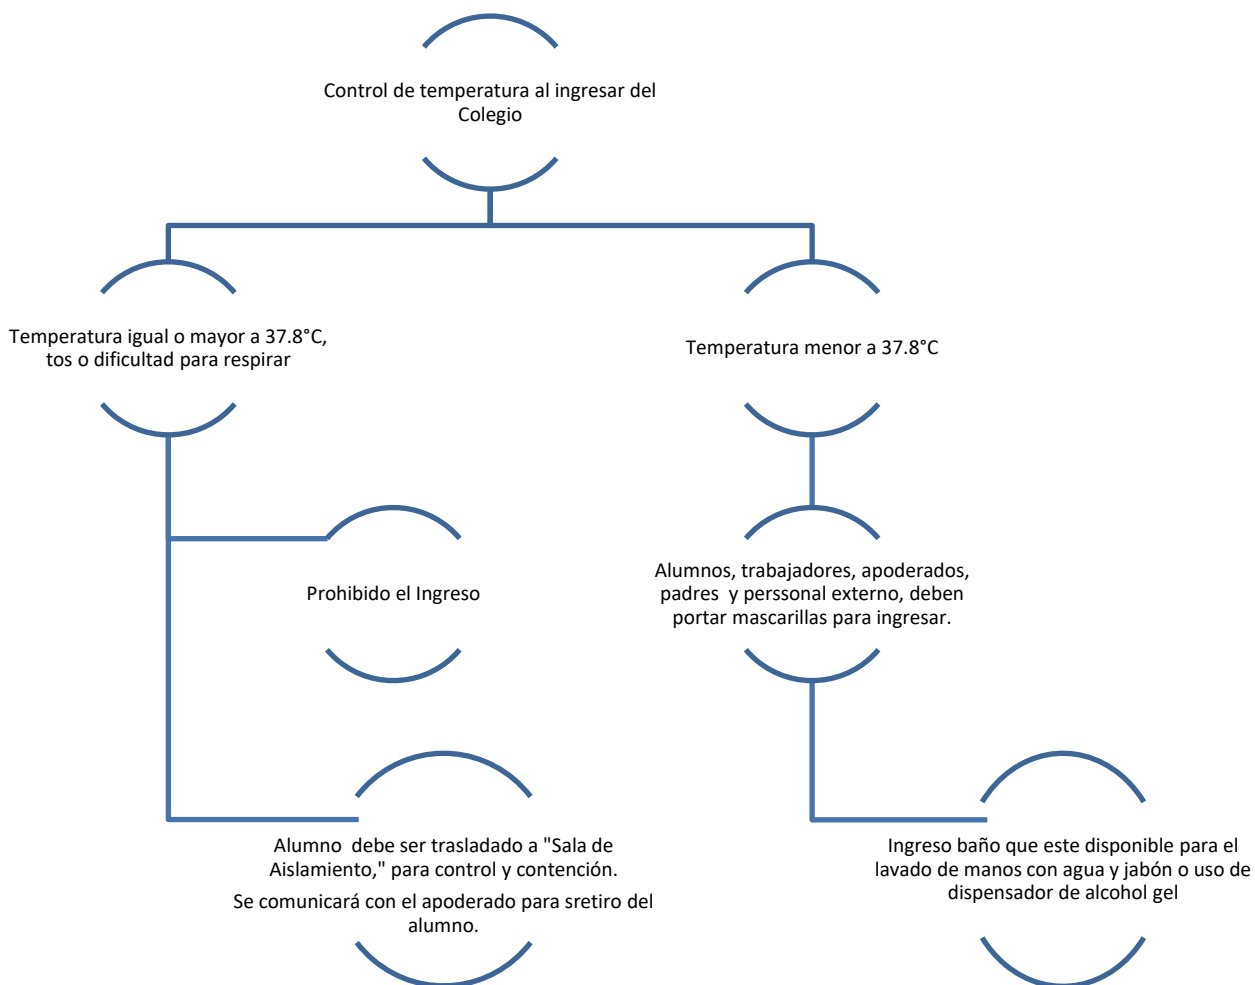 Control de temperatura al ingresar del
Colegio
Temperatura igual o mayor a 37.8°C,
tos o dificultad para respirar
Temperatura menor a 37.8°C
Prohibido el Ingreso
Alumnos, trabajadores, apoderados,
padres y perssonal externo, deben
portar mascarillas para ingresar.
Alumno debe ser trasladado a "Sala de
Aislamiento," para control y contención.
Se comunicará con el apoderado para sretiro del
alumno.
Ingreso baño que este disponible para el
lavado de manos con agua y jabón o uso de
dispensador de alcohol gel